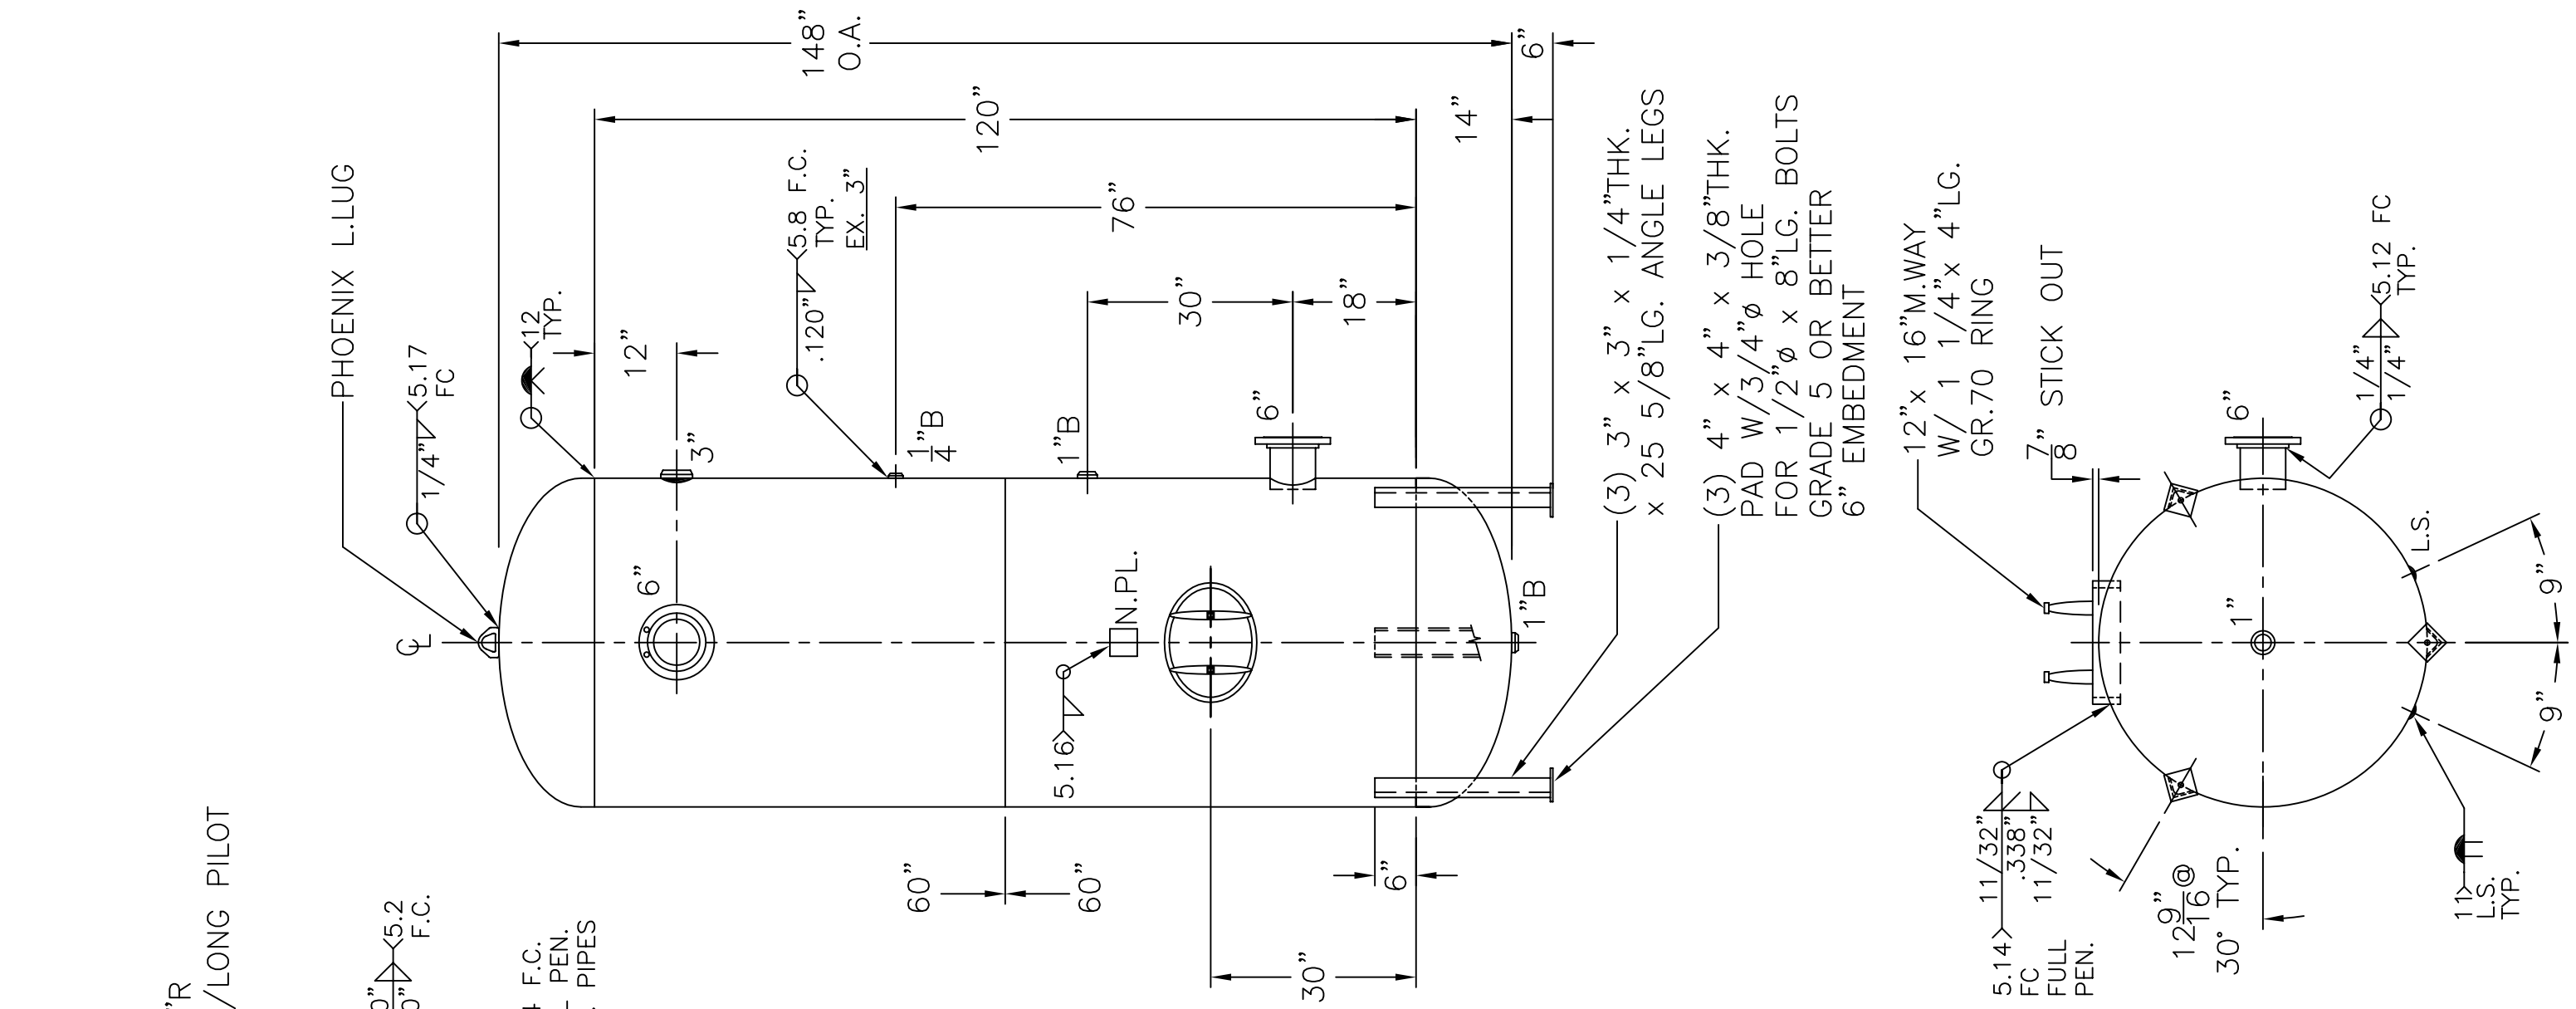 "R
/LONG PILOT
0"
0"
5.2
F.C.
F.C.
PEN.
PIPES
PHOENIX L.LUG
1/4"
5.17
FC
12
TYP.
CL
12"
3"
6"
.120"
5.8 F.C.
TYP.
EX. 3"
148"
O.A.
120"
76"
1"B
4
1"B
30"
18"
6"
14"
6"
N.PL.
5.16
1"B
60"
60"
6"
30"
(3) 3" x 3" x 1/4"THK.
x 25 5/8"LG. ANGLE LEGS
(3) 4" x 4" x 3/8"THK.
PAD W/3/4"ø HOLE
FOR 1/2"ø x 8"LG. BOLTS
GRADE 5 OR BETTER
6" EMBEDMENT
12"x 16"M.WAY
W/ 1 1/4"x 4"LG.
GR.70 RING
7"
8
STICK OUT
6"
1/4"
1/4"
5.12 FC
TYP.
1"
L.S.
9"
9"
11/32"
.338"
11/32"
5.14
FC
FULL
PEN.
12 9"
16 @
30° TYP.
11
L.S.
TYP.